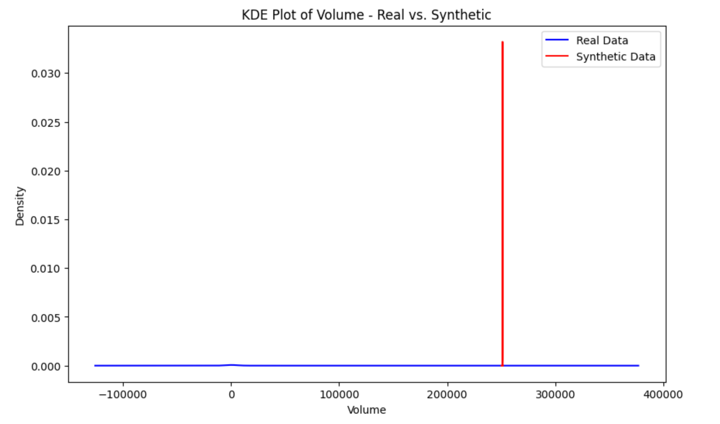 KDE Plot of Volume - Real vs. Synthetic
Real Data
Synthetic Data
0.030
0.025
0.020
0.015
0.010
0.005
0.000
Density
−100000 0 100000 200000 300000 400000
Volume